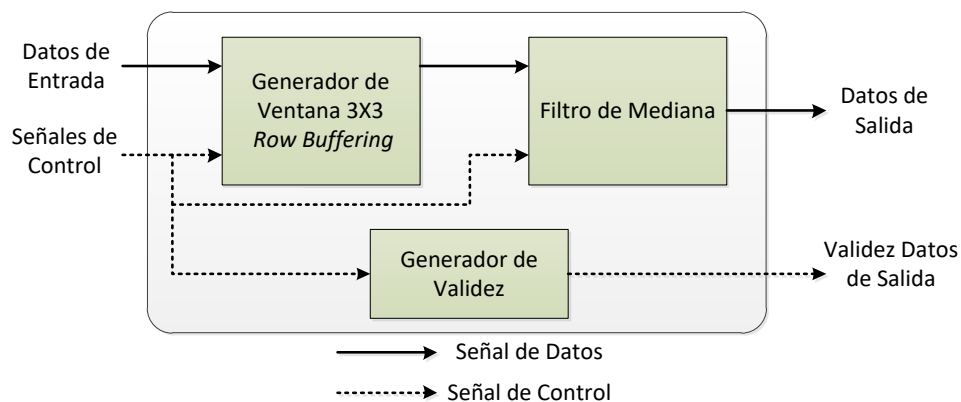 Datos de
Entrada
Señales de
Control
Generador de
Ventana 3X3
Row Buffering
Filtro de Mediana
Datos de
Salida
Generador de
Validez
Validez Datos
de Salida
Señal de Datos
Señal de Control